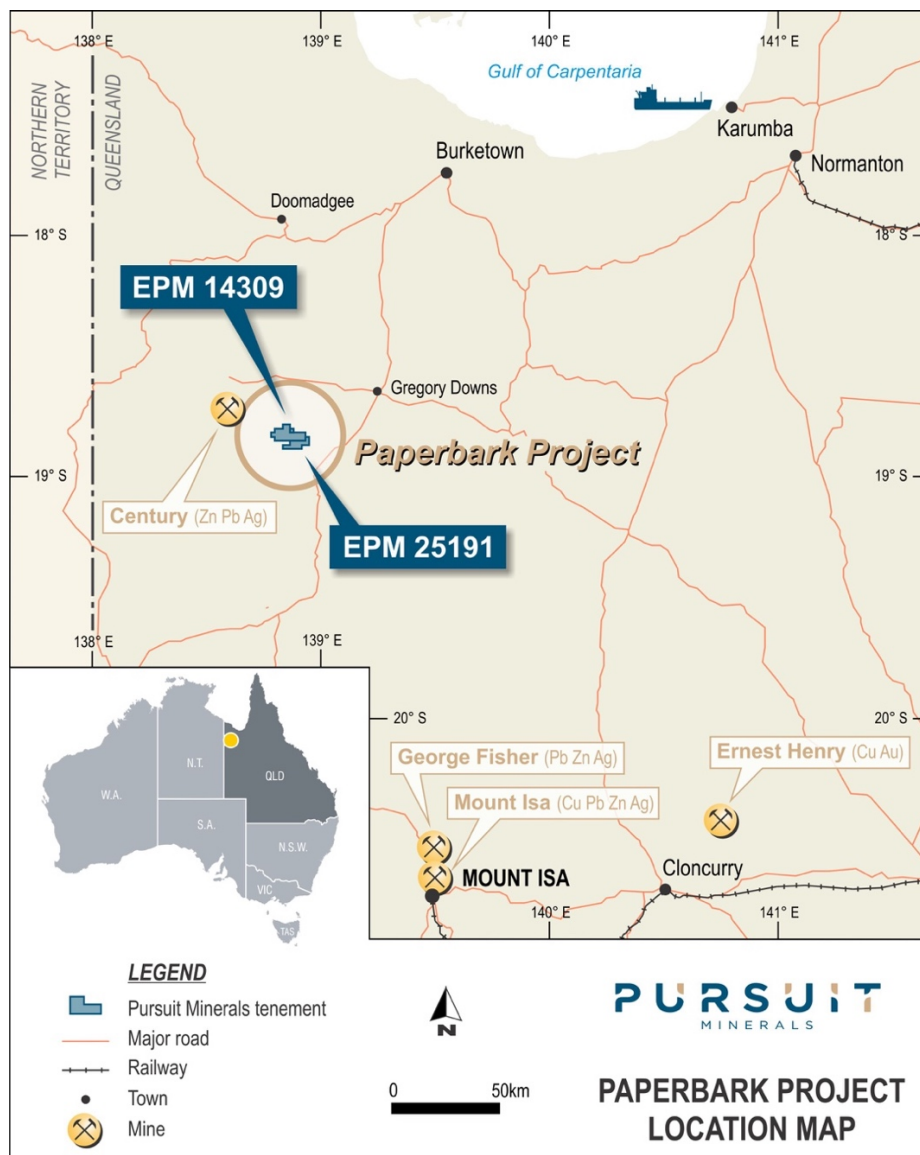 138° E
139° E
140° E
141° E
Gulf of Carpentaria
NORTHERN
TERRITORY
QUEENSLAND
Karumba
Burketown
Normanton
Doomadgee
18° S
18° S
EPM 14309
Gregory Downs
Paperbark Project
19° S
19° S
Century (Zn Pb Ag)
EPM 25191
138° E
139° E
20° S
20° S
George Fisher (Pb Zn Ag)
Ernest Henry (Cu Au)
Mount Isa (Cu Pb Zn Ag)
Cloncurry
MOUNT ISA
140° E
141° E
N.T.
QLD
W.A.
S.A.
N.S.W.
VIC
TAS
LEGEND
Pursuit Minerals tenement
Major road
Railway
Town
Mine
N
0 50km
PURSUIT
MINERALS
PAPERBARK PROJECT
LOCATION MAP